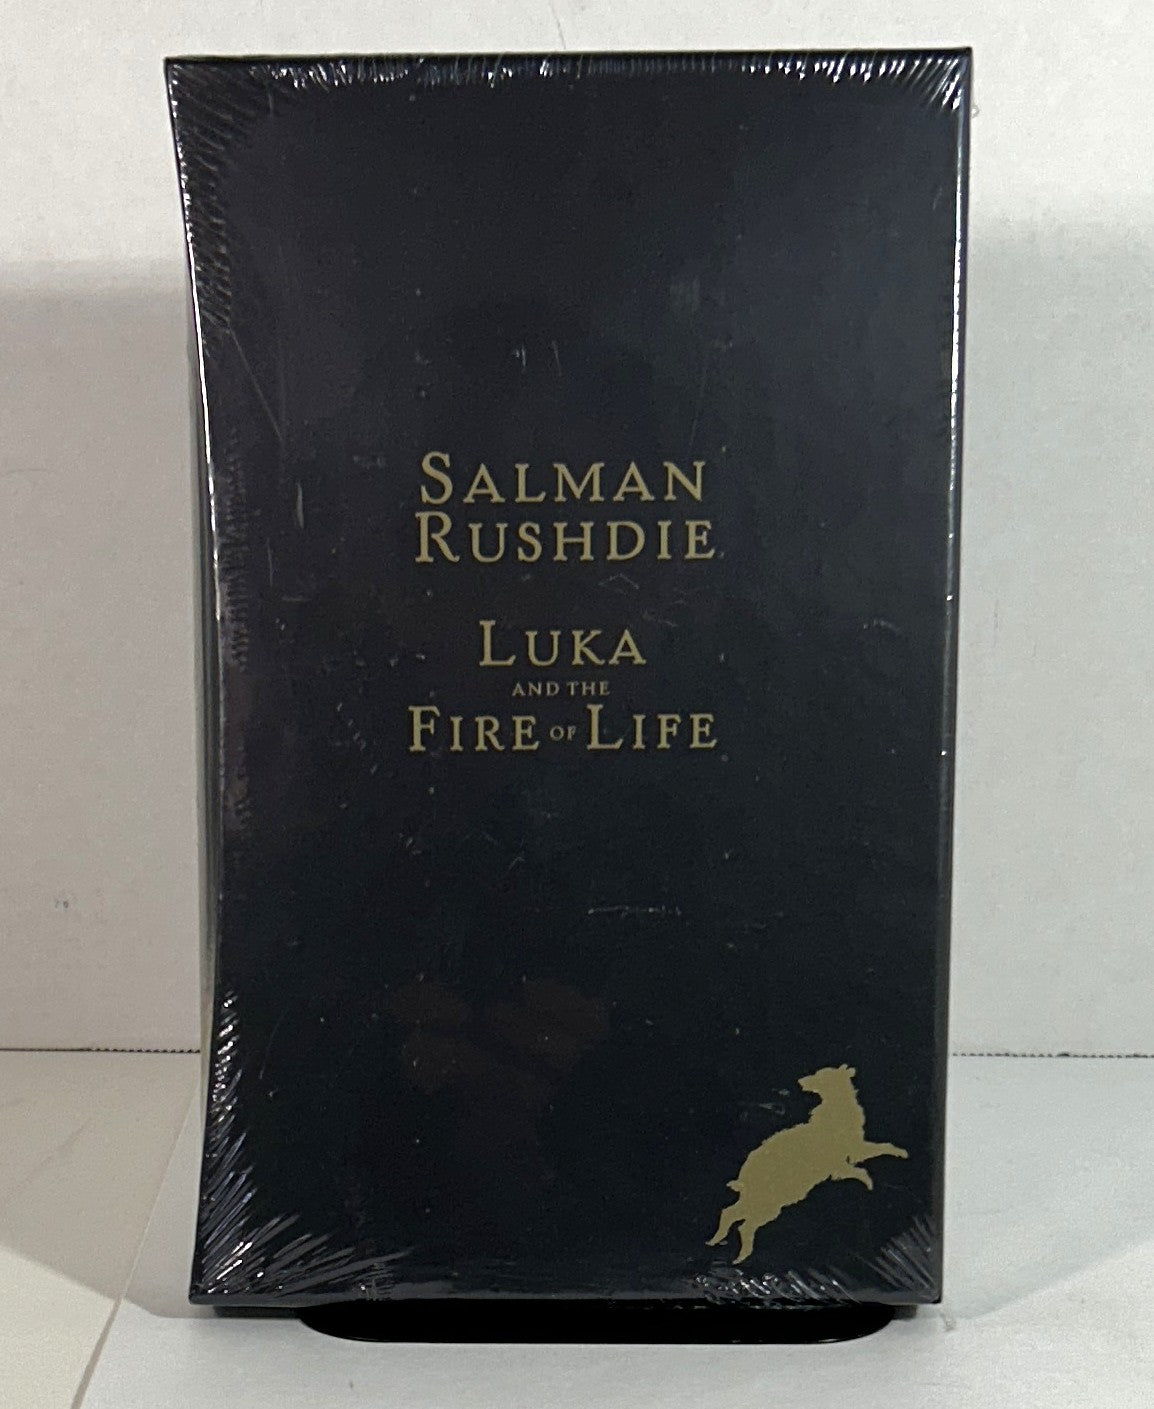 SALMAN
RUSHDIE
LUKA
AND THE
FIRE OF LIFE